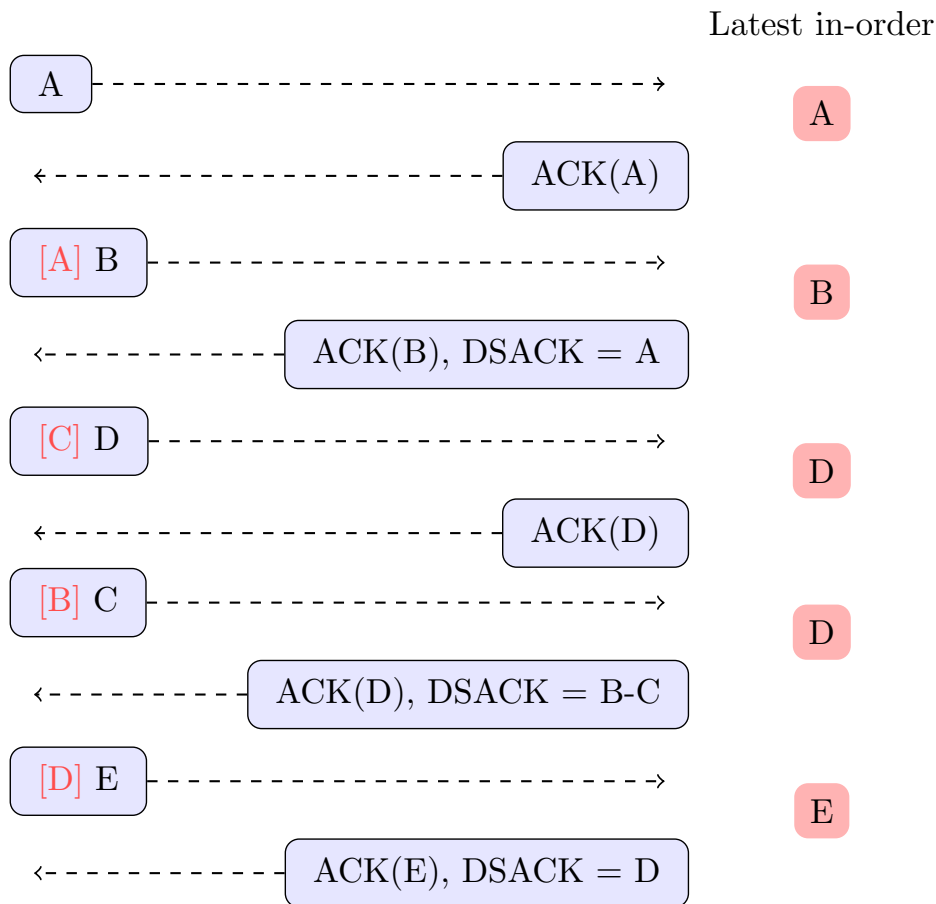 Latest in-order
A
A
ACK(A)
[A] B
B
ACK(B), DSACK = A
[C] D
D
ACK(D)
[B] C
D
ACK(D), DSACK = B-C
[D] E
E
ACK(E), DSACK = D